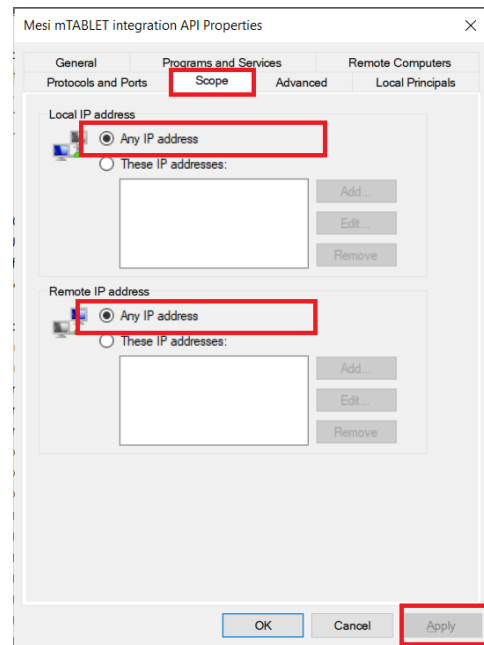 Mesi mTABLET integration API Properties
General Programs and Services Remote Computers
Protocols and Ports Scope Advanced Local Principals
Local IP address
Any IP address
These IP addresses:
Add...
Edit...
Remove
Remote IP address
Any IP address
These IP addresses:
Add...
Edit...
Remove
OK Cancel Apply